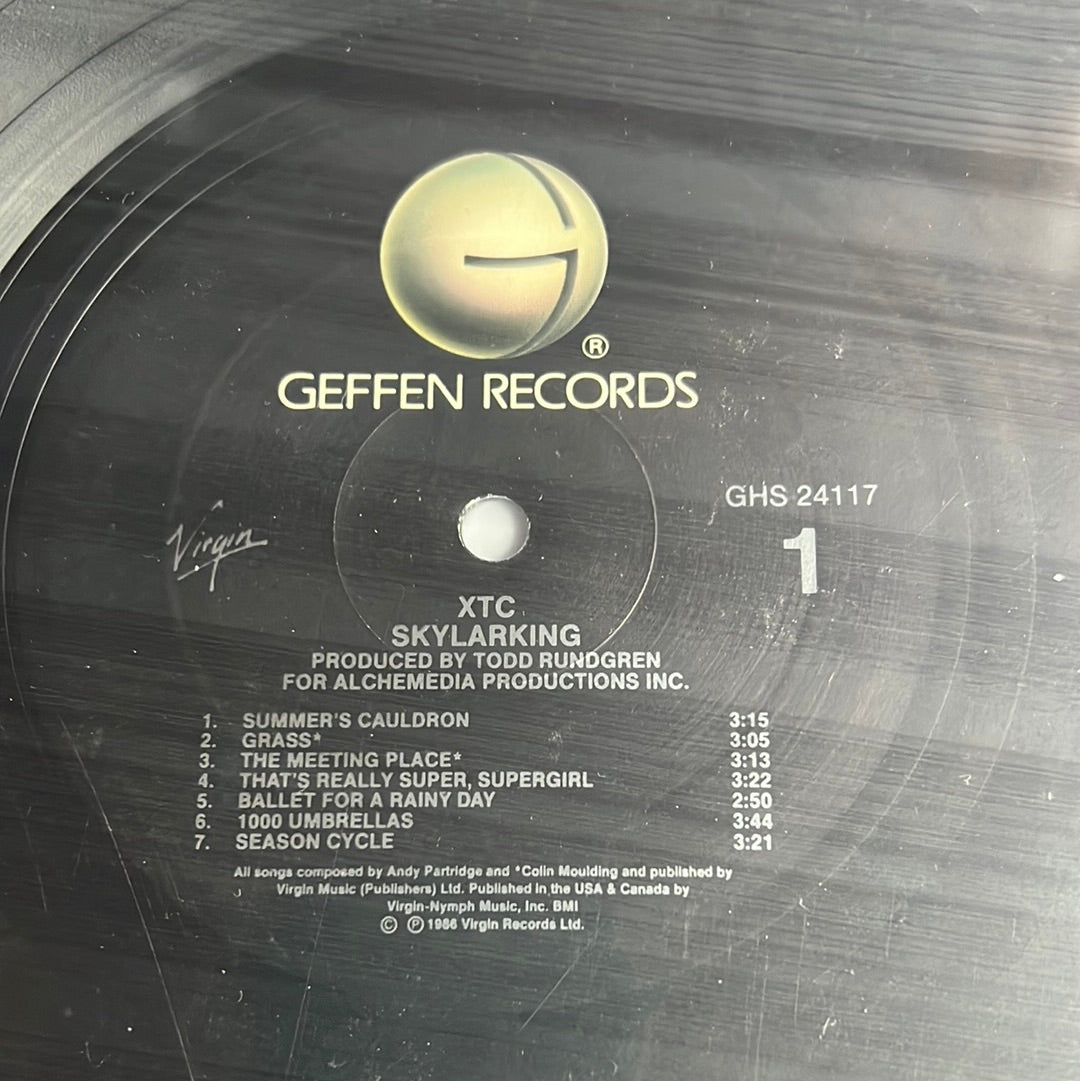 ®
GEFFEN RECORDS
GHS 24117
Virgin
1
XTC
SKYLARKING
PRODUCED BY TODD RUNDGREN
FOR ALCHEMEDIA PRODUCTIONS INC.
1. SUMMER'S CAULDRON 3:15
2. GRASS* 3:05
3. THE MEETING PLACE* 3:13
4. THAT'S REALLY SUPER, SUPERGIRL 3:22
5. BALLET FOR A RAINY DAY 2:50
6. 1000 UMBRELLAS 3:44
7. SEASON CYCLE 3:21
All songs composed by Andy Partridge and *Colin Moulding and published by
Virgin Music (Publishers) Ltd. Published in the USA & Canada by
Virgin-Nymph Music, Inc. BMI
© ℗ 1986 Virgin Records Ltd.